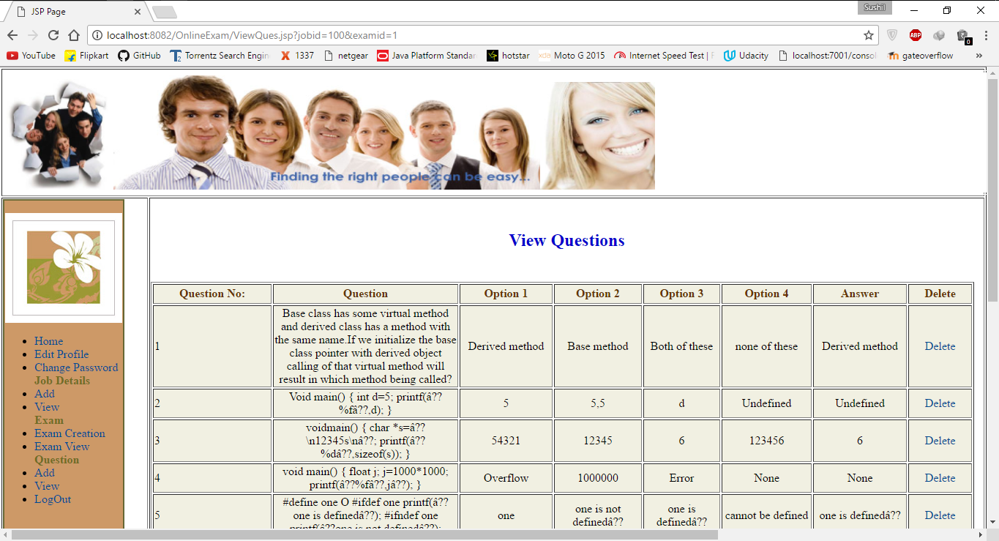 JSP Page
Sushil
localhost:8082/OnlineExam/ViewQues.jsp?jobid=100&examid=1
ABP
0
YouTube
Flipkart
GitHub
Torrentz Search Engin
1337
netgear
Java Platform Standar
hotstar
xda
Moto G 2015
Internet Speed Test |
Udacity
localhost:7001/consol
gateoverflow
»
Finding the right people can be easy...
Home
Edit Profile
Change Password
Job Details
Add
View
Exam
Exam Creation
Exam View
Question
Add
View
LogOut
View Questions
Question No: Question Option 1 Option 2 Option 3 Option 4 Answer Delete
1
Base class has some virtual method
and derived class has a method with
the same name.If we initialize the base
class pointer with derived object
calling of that virtual method will
result in which method being called?
Derived method Base method Both of these none of these Derived method Delete
2
Void main() { int d=5; printf(â??
%fâ??,d); }
5 5,5 d Undefined Undefined Delete
3
voidmain() { char *s=â??
\n12345s\nâ??; printf(â??
%dâ??,sizeof(s)); }
54321 12345 6 123456 6 Delete
4
void main() { float j; j=1000*1000;
printf(â??%fâ??,jâ??); }
Overflow 1000000 Error None None Delete
5
#define one O #ifdef one printf(â??
one is definedâ??); #ifndef one
printf(â??one is not definedâ??);
one
one is not
definedâ??
one is
definedâ??
cannot be defined
one is definedâ??
Delete